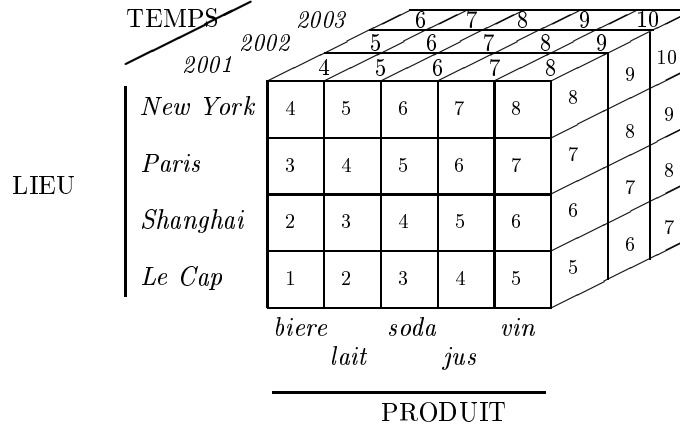 TEMPS 2003 6 7 8 9 10
2002 5 6 7 8 9 10
2001 4 5 6 7 8 9
New York 4 5 6 7 8 8 9
Paris 3 4 5 6 7 7 8 8
LIEU
Shanghai 2 3 4 5 6 6 7 7
Le Cap 1 2 3 4 5 5 6
biere soda vin
lait jus
PRODUIT